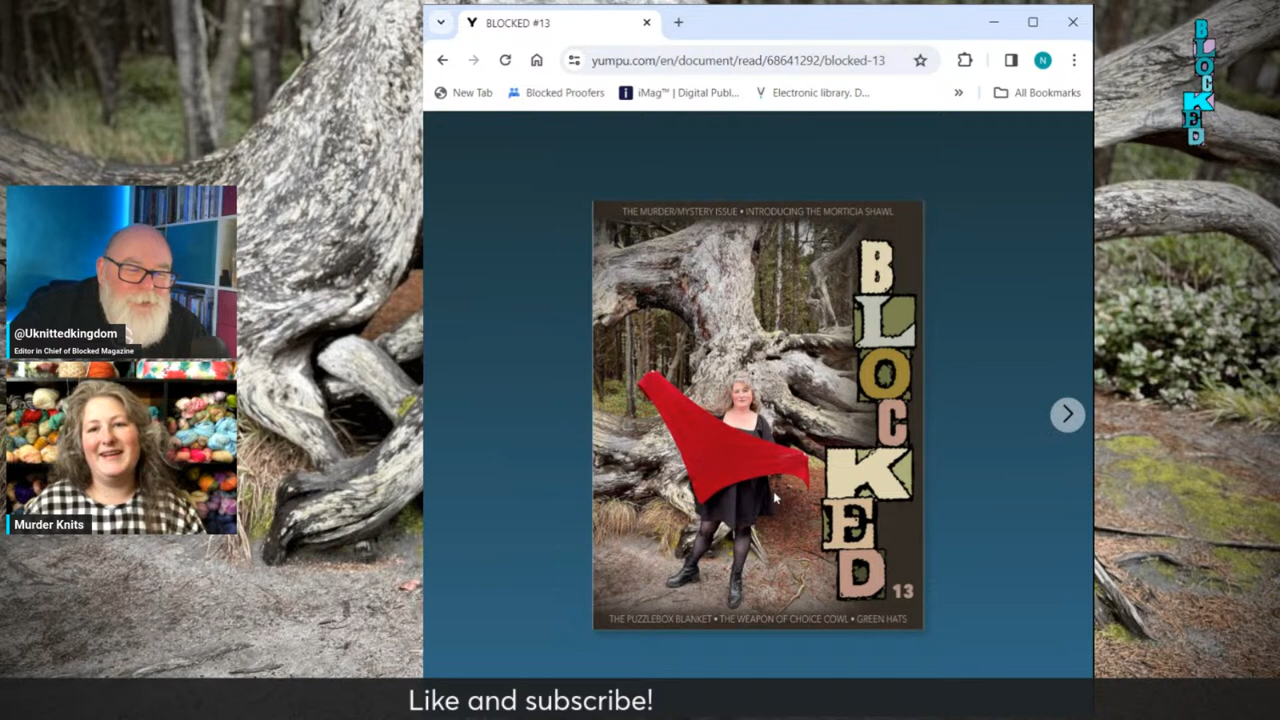 BLOCKED #13
yumpu.com/en/document/read/68641292/blocked-13
N
New Tab
Blocked Proofers
iMag™ | Digital Publ...
Electronic library. D...
»
All Bookmarks
BLOCKED
THE MURDER/MYSTERY ISSUE • INTRODUCING THE MORTICIA SHAWL
BLOCKED
13
THE PUZZLEBOX BLANKET • THE WEAPON OF CHOICE COWL • GREEN HATS
@Uknittedkingdom
Editor in Chief of Blocked Magazine
Murder Knits
Like and subscribe!